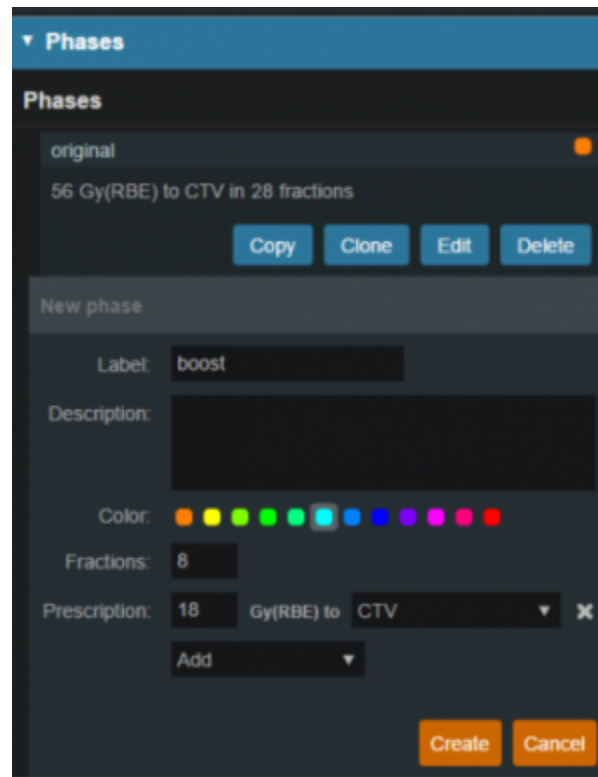 Phases
Phases
original
56 Gy(RBE) to CTV in 28 fractions
Copy Clone Edit Delete
New phase
Label: boost
Description:
Color:
Fractions: 8
Prescription: 18 Gy(RBE) to CTV
Add
Create Cancel